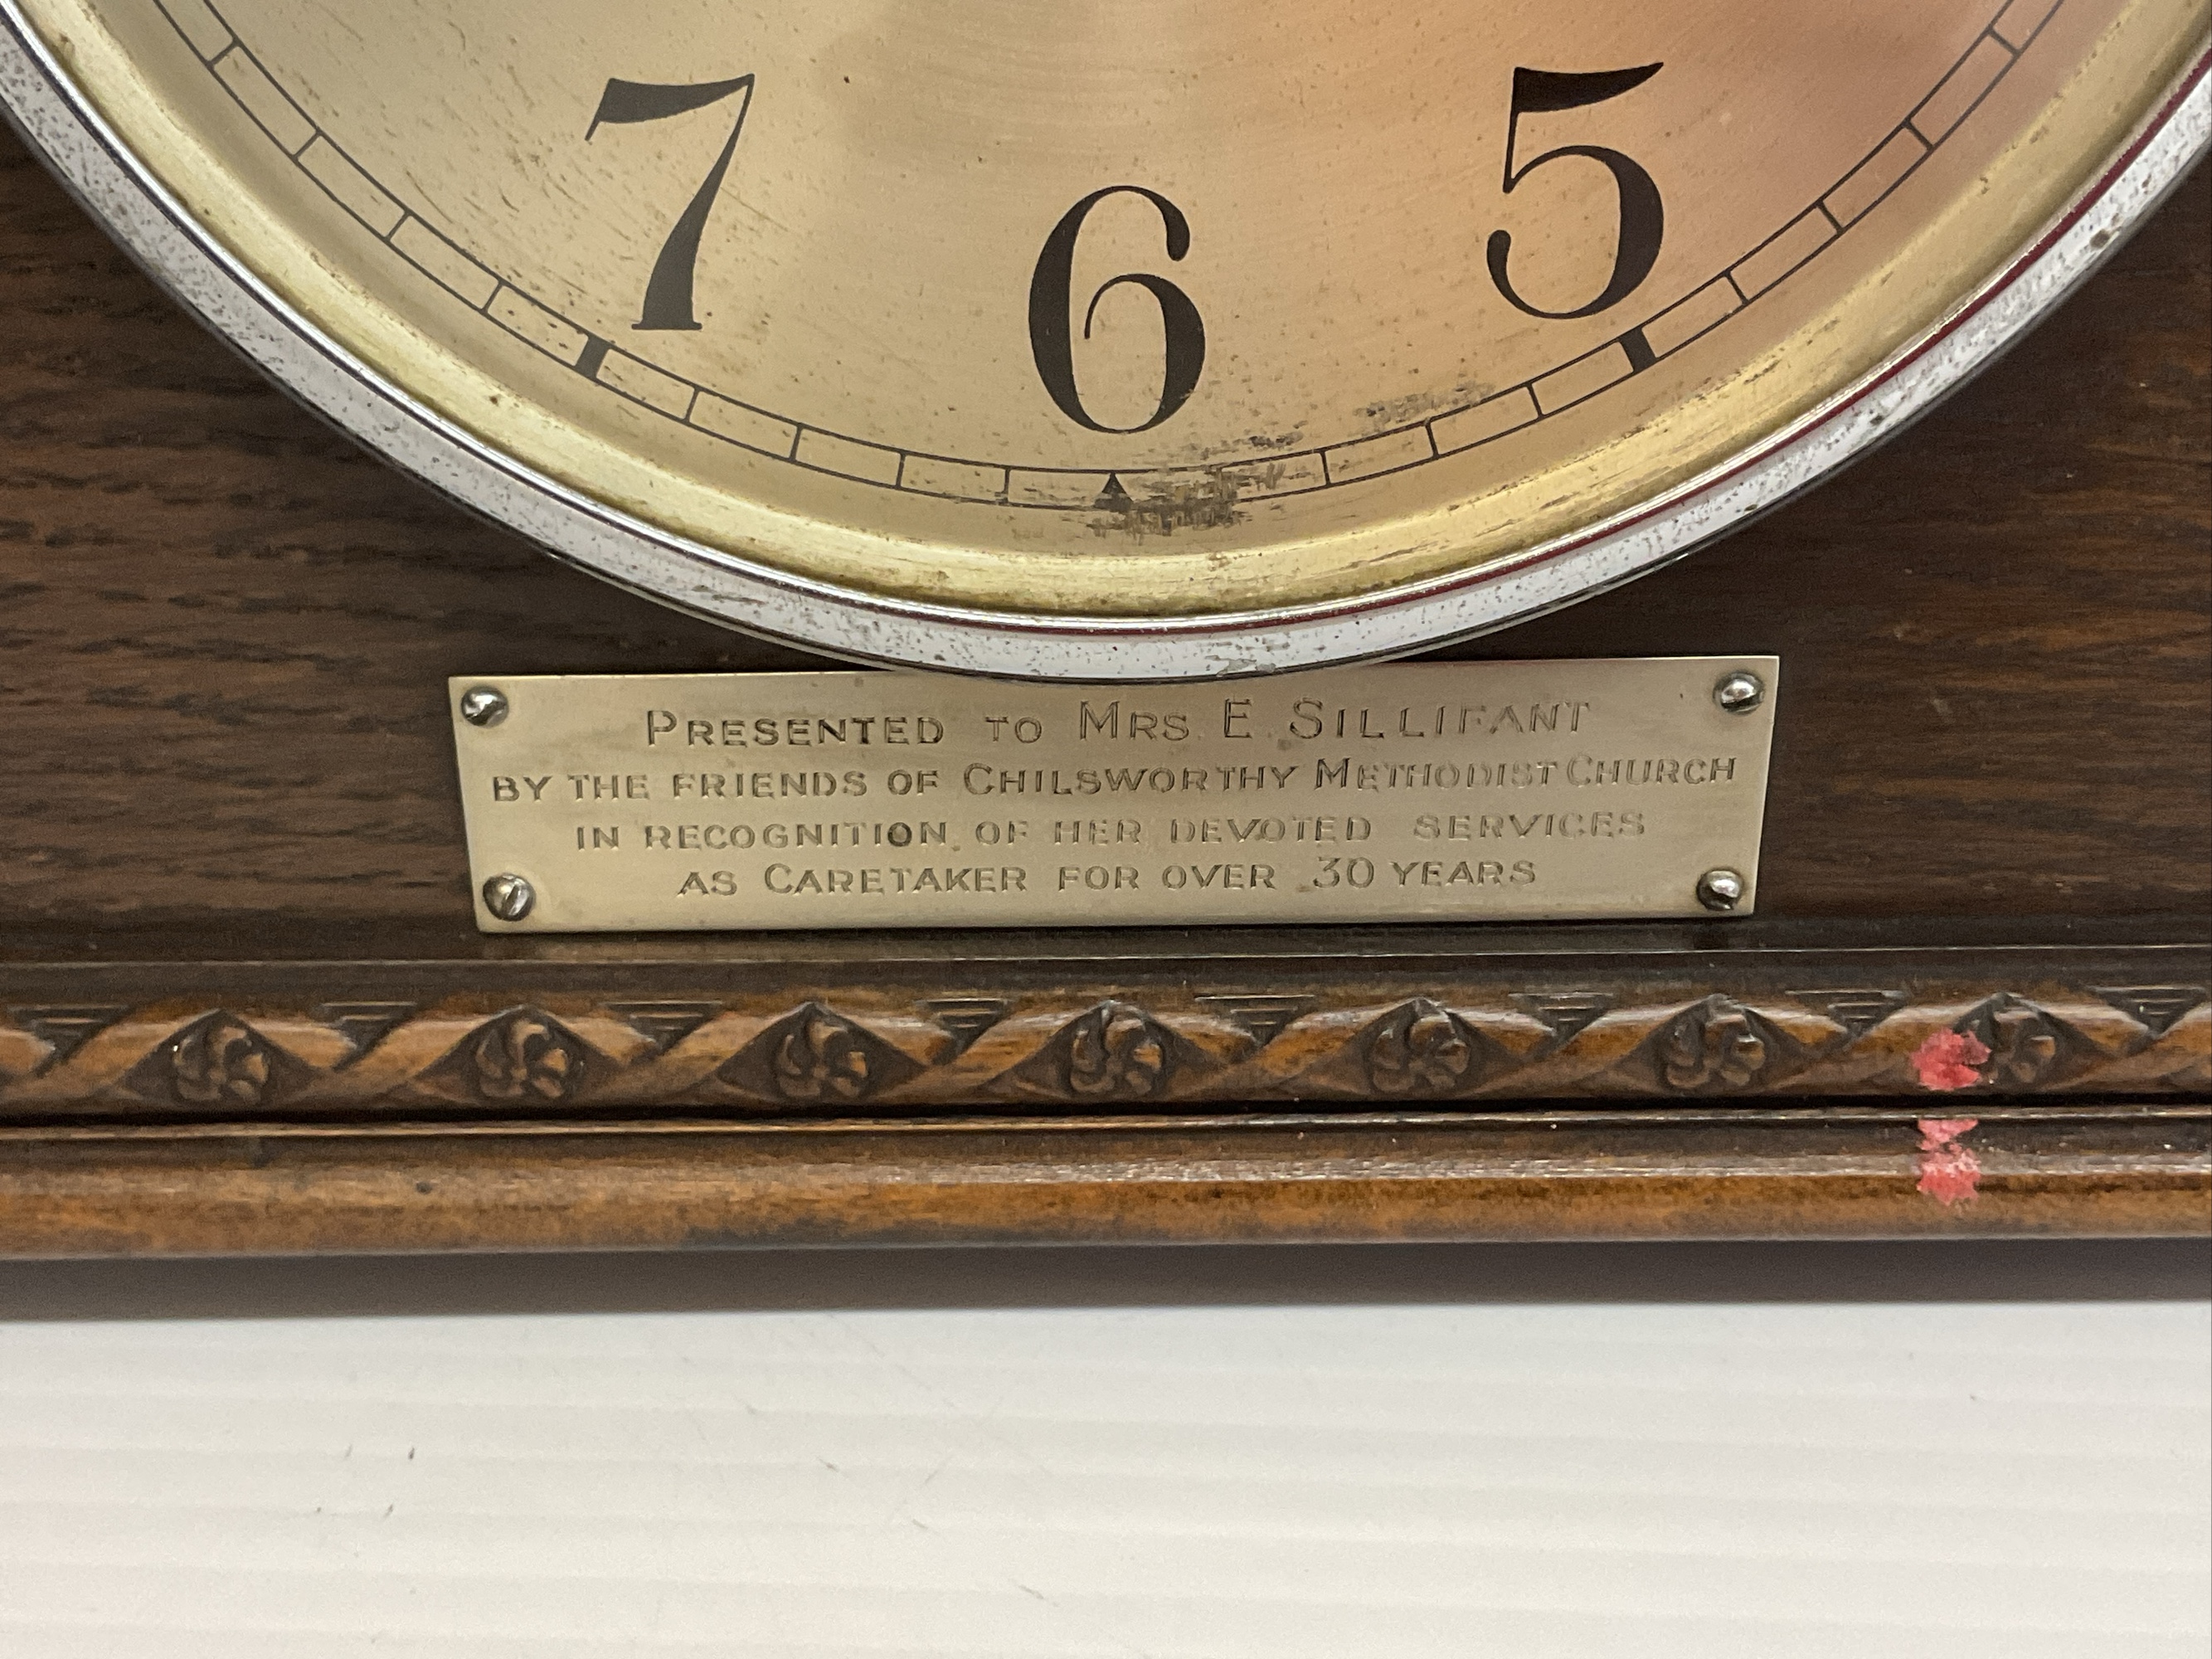 7 6 5
PRESENTED TO MRS. E. SILLIFANT
BY THE FRIENDS OF CHILSWORTHY METHODIST CHURCH
IN RECOGNITION OF HER DEVOTED SERVICES
AS CARETAKER FOR OVER 30 YEARS